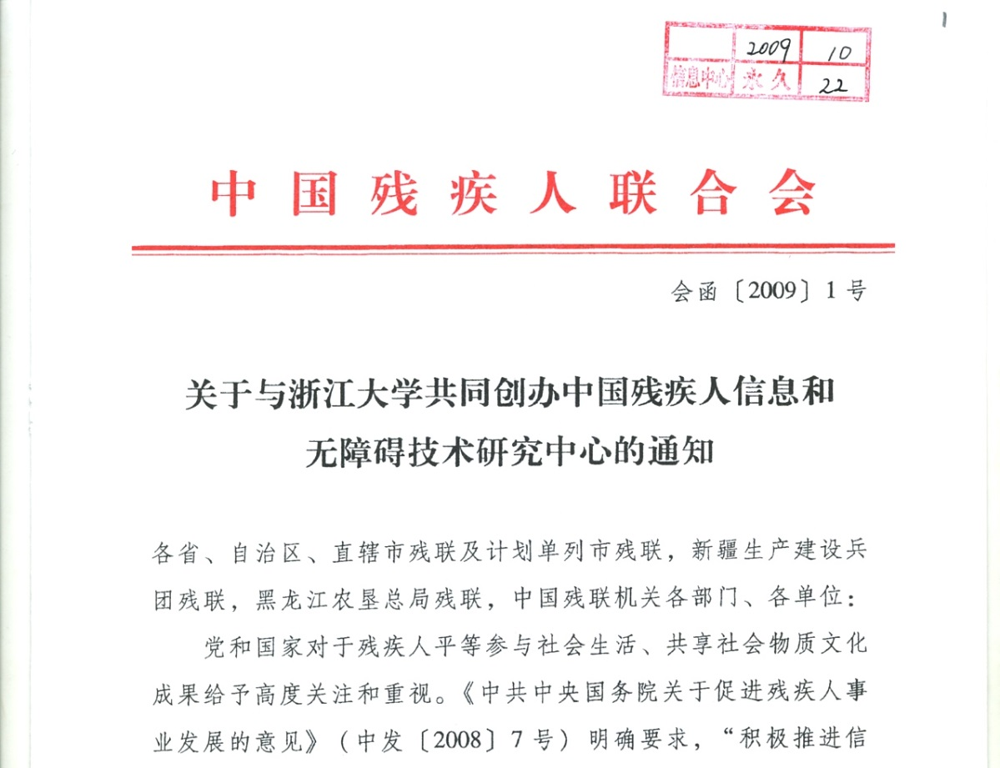 1
2009 10
信息中心 永久 22
中国残疾人联合会
会函〔2009〕1 号
关于与浙江大学共同创办中国残疾人信息和
无障碍技术研究中心的通知
各省、自治区、直辖市残联及计划单列市残联，新疆生产建设兵
团残联，黑龙江农垦总局残联，中国残联机关各部门、各单位：
党和国家对于残疾人平等参与社会生活、共享社会物质文化
成果给予高度关注和重视。《中共中央国务院关于促进残疾人事
业发展的意见》（中发〔2008〕7 号）明确要求，“积极推进信